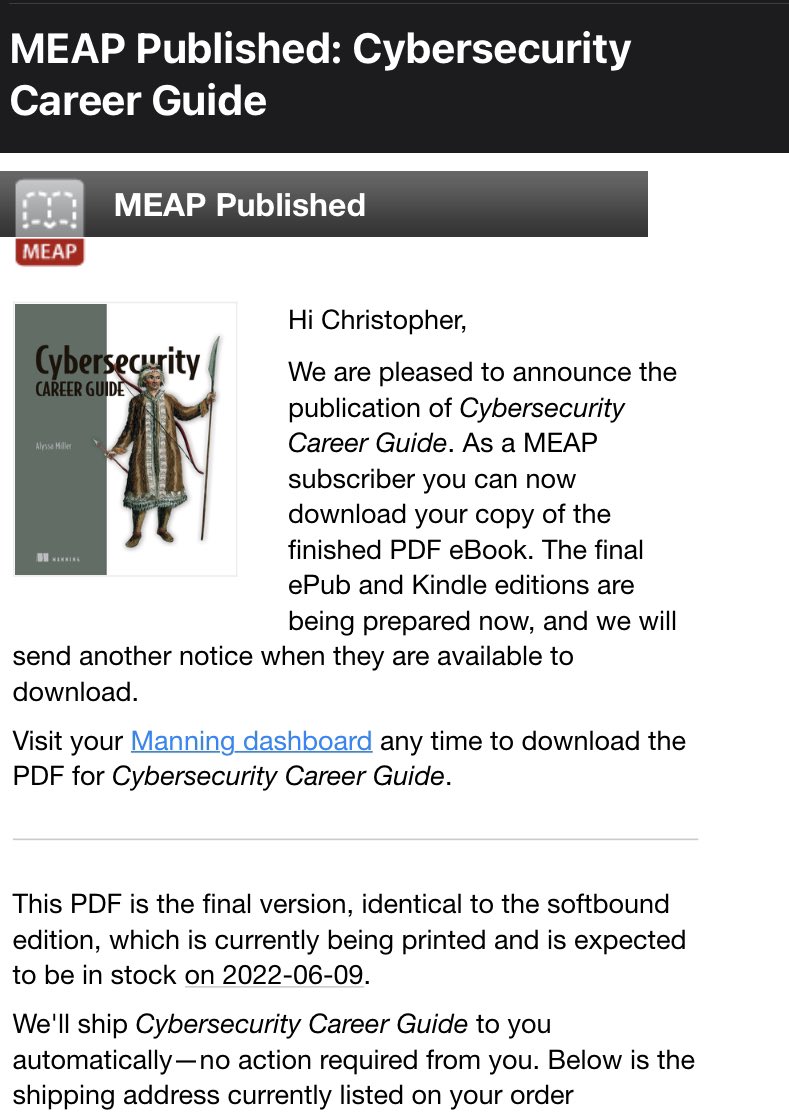 MEAP Published: Cybersecurity
Career Guide
MEAP Published
MEAP
Cybersecurity
CAREER GUIDE
Alyssa Miller
MANNING
Hi Christopher,
We are pleased to announce the
publication of Cybersecurity
Career Guide. As a MEAP
subscriber you can now
download your copy of the
finished PDF eBook. The final
ePub and Kindle editions are
being prepared now, and we will
send another notice when they are available to
download.
Visit your Manning dashboard any time to download the
PDF for Cybersecurity Career Guide.
This PDF is the final version, identical to the softbound
edition, which is currently being printed and is expected
to be in stock on 2022-06-09.
We'll ship Cybersecurity Career Guide to you
automatically—no action required from you. Below is the
shipping address currently listed on your order